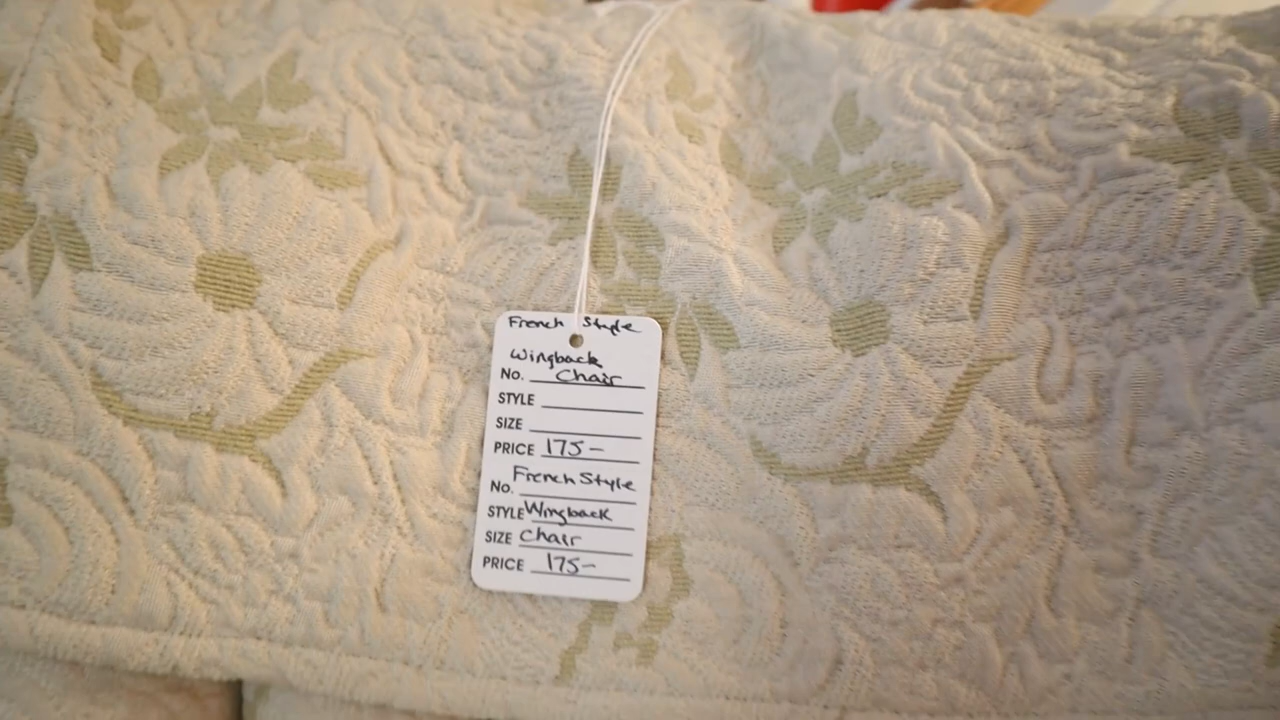 French Style
Wingback
No. Chair
STYLE
SIZE
PRICE 175-
French Style
No.
STYLE Wingback
SIZE Chair
PRICE 175-